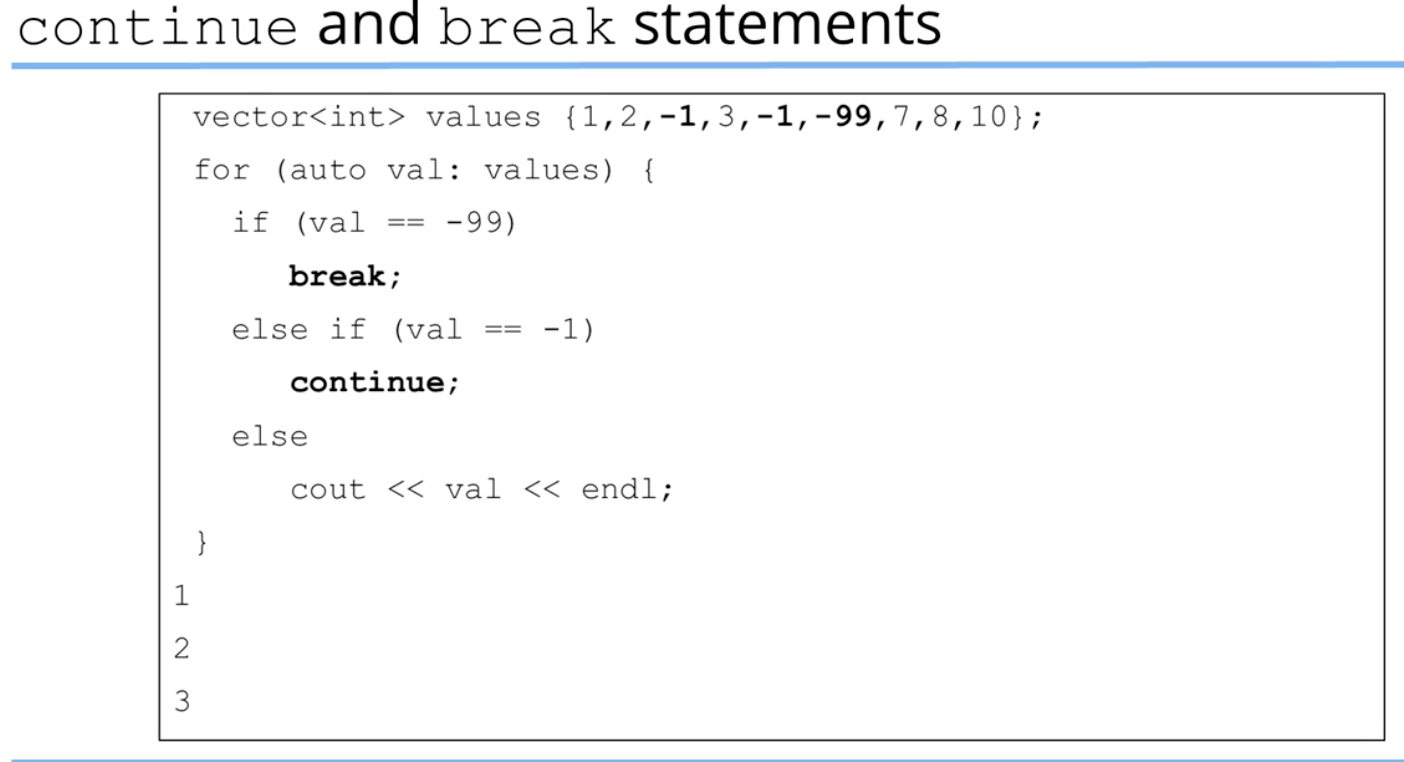 continue and break statements
vector<int> values {1,2,-1,3,-1,-99,7,8,10};
for (auto val: values) {
if (val == -99)
break;
else if (val == -1)
continue;
else
cout << val << endl;
}
1
2
3